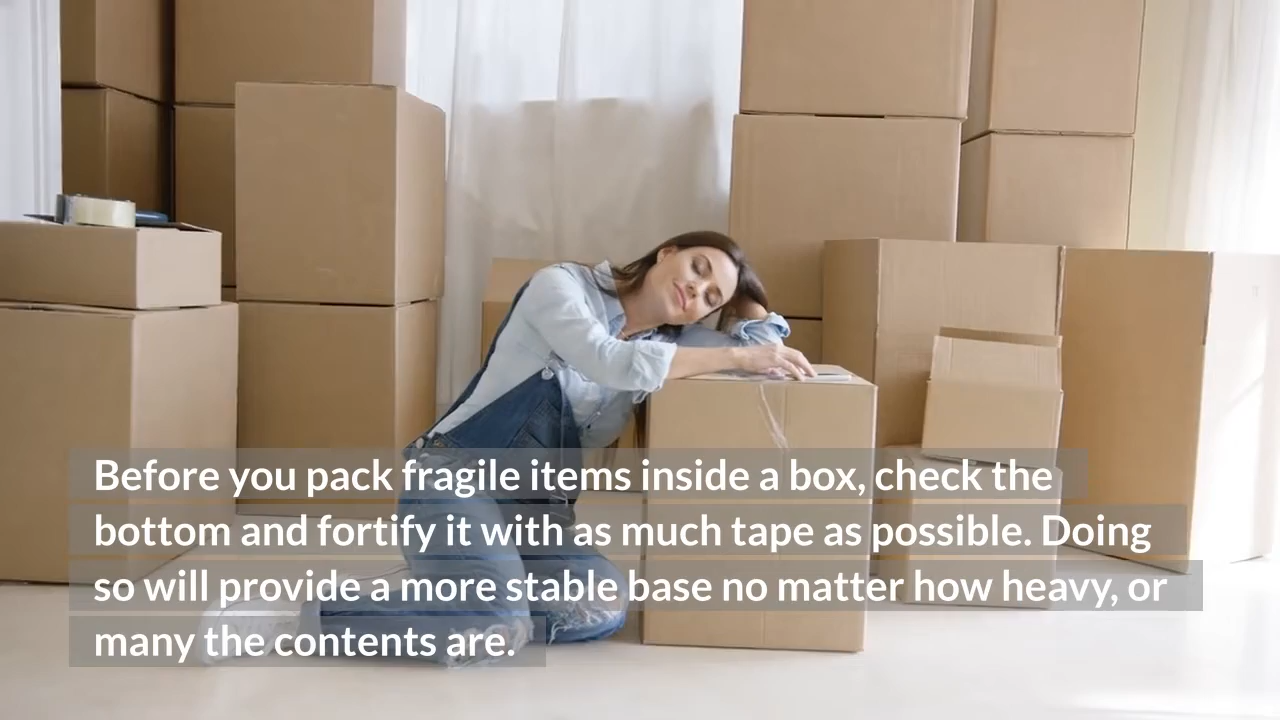 Before you pack fragile items inside a box, check the
bottom and fortify it with as much tape as possible. Doing
so will provide a more stable base no matter how heavy, or
many the contents are.